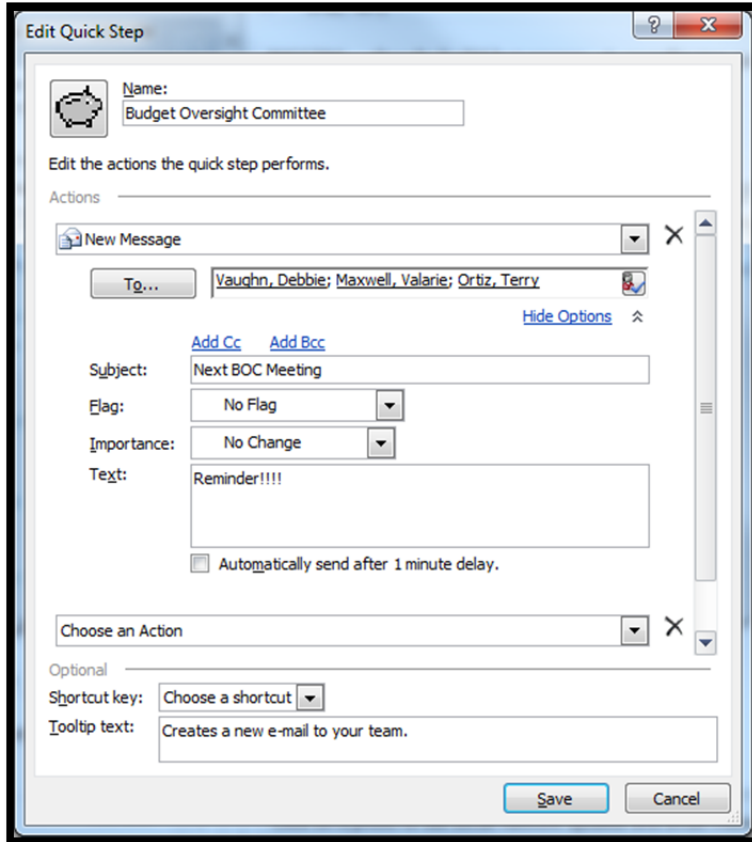 Edit Quick Step
Name:
Budget Oversight Committee
Edit the actions the quick step performs.
Actions
New Message
To... Vaughn, Debbie; Maxwell, Valarie; Ortiz, Terry
Hide Options
Add Cc Add Bcc
Subject: Next BOC Meeting
Flag: No Flag
Importance: No Change
Text: Reminder!!!!
Automatically send after 1 minute delay.
Choose an Action
Optional
Shortcut key: Choose a shortcut
Tooltip text: Creates a new e-mail to your team.
Save Cancel